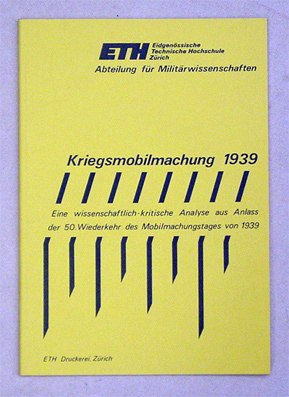 ETH Eidgenössische
Technische Hochschule
Zürich
Abteilung für Militärwissenschaften
Kriegsmobilmachung 1939
Eine wissenschaftlich-kritische Analyse aus Anlass
der 50. Wiederkehr des Mobilmachungstages von 1939
ETH Druckerei, Zürich